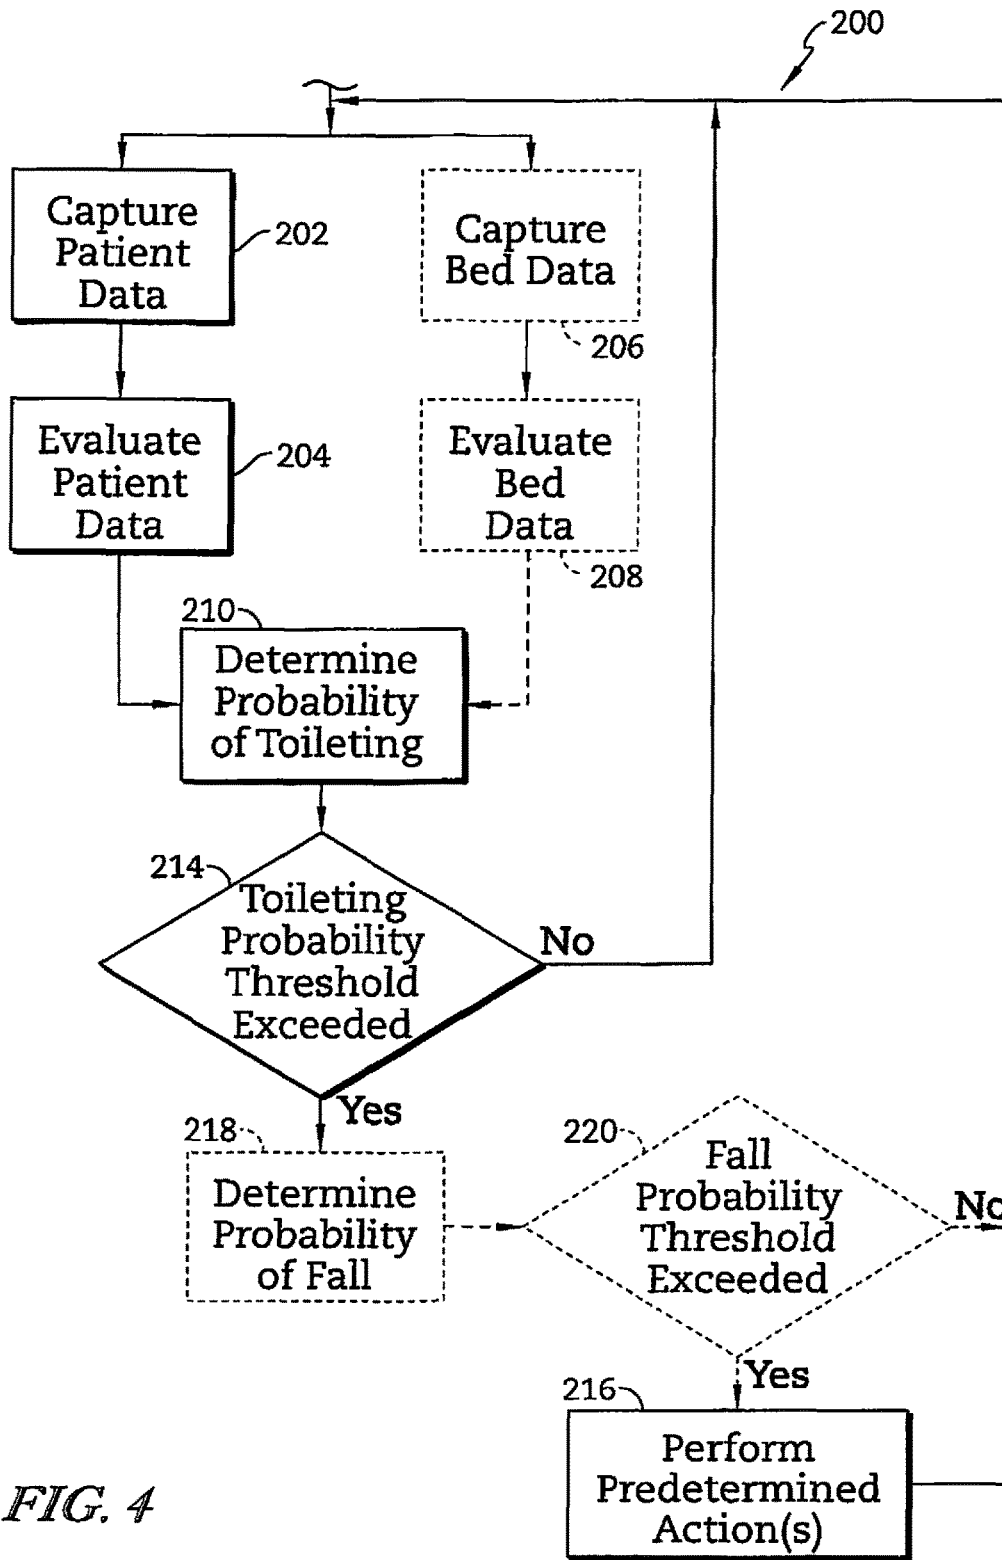 200
Capture
Patient
Data
202
Capture
Bed Data
206
Evaluate
Patient
Data
204
Evaluate
Bed
Data
208
210
Determine
Probability
of Toileting
214
Toileting
Probability
Threshold
Exceeded
No
Yes
218
Determine
Probability
of Fall
220
Fall
Probability
Threshold
Exceeded
No
Yes
216
Perform
Predetermined
Action(s)
FIG. 4